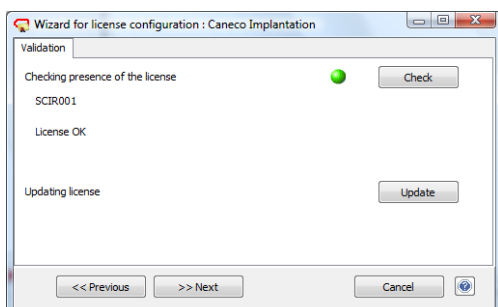 Wizard for license configuration : Caneco Implantation
Validation
Checking presence of the license
Check
SCIR001
License OK
Updating license
Update
<< Previous
>> Next
Cancel